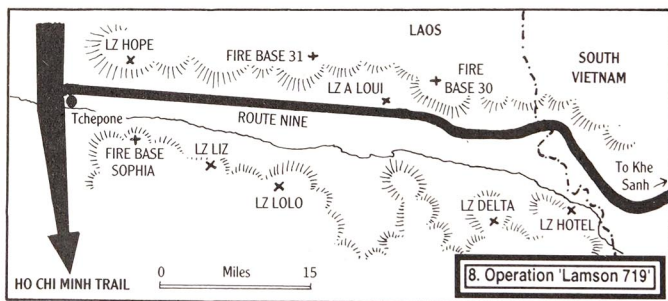 LAOS
LZ HOPE
FIRE BASE 31
SOUTH
VIETNAM
FIRE
BASE 30
LZ A LOUI
Tchepone
ROUTE NINE
FIRE BASE
SOPHIA
LZ LIZ
LZ LOLO
To Khe
Sanh
LZ DELTA
LZ HOTEL
HO CHI MINH TRAIL
0 Miles 15
8. Operation 'Lamson 719'